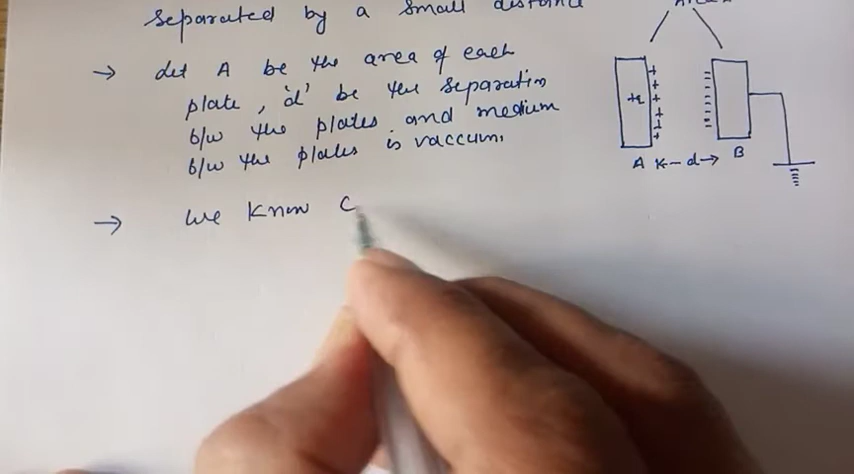 separated by a small distance
→ Let A be the area of each
plate, 'd' be the separation
b/w the plates and medium
b/w the plates is vaccum.
→ We know C
+ + + + + +
+q
A K- d→ B